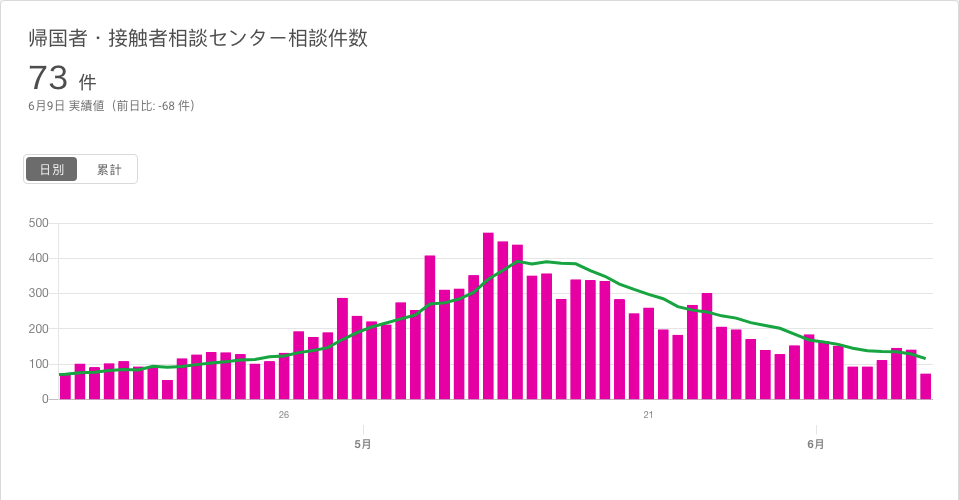 帰国者・接触者相談センター相談件数
73 件
6月9日 実績値（前日比: -68 件）
日別 累計
500
400
300
200
100
0
26 21
5月 6月